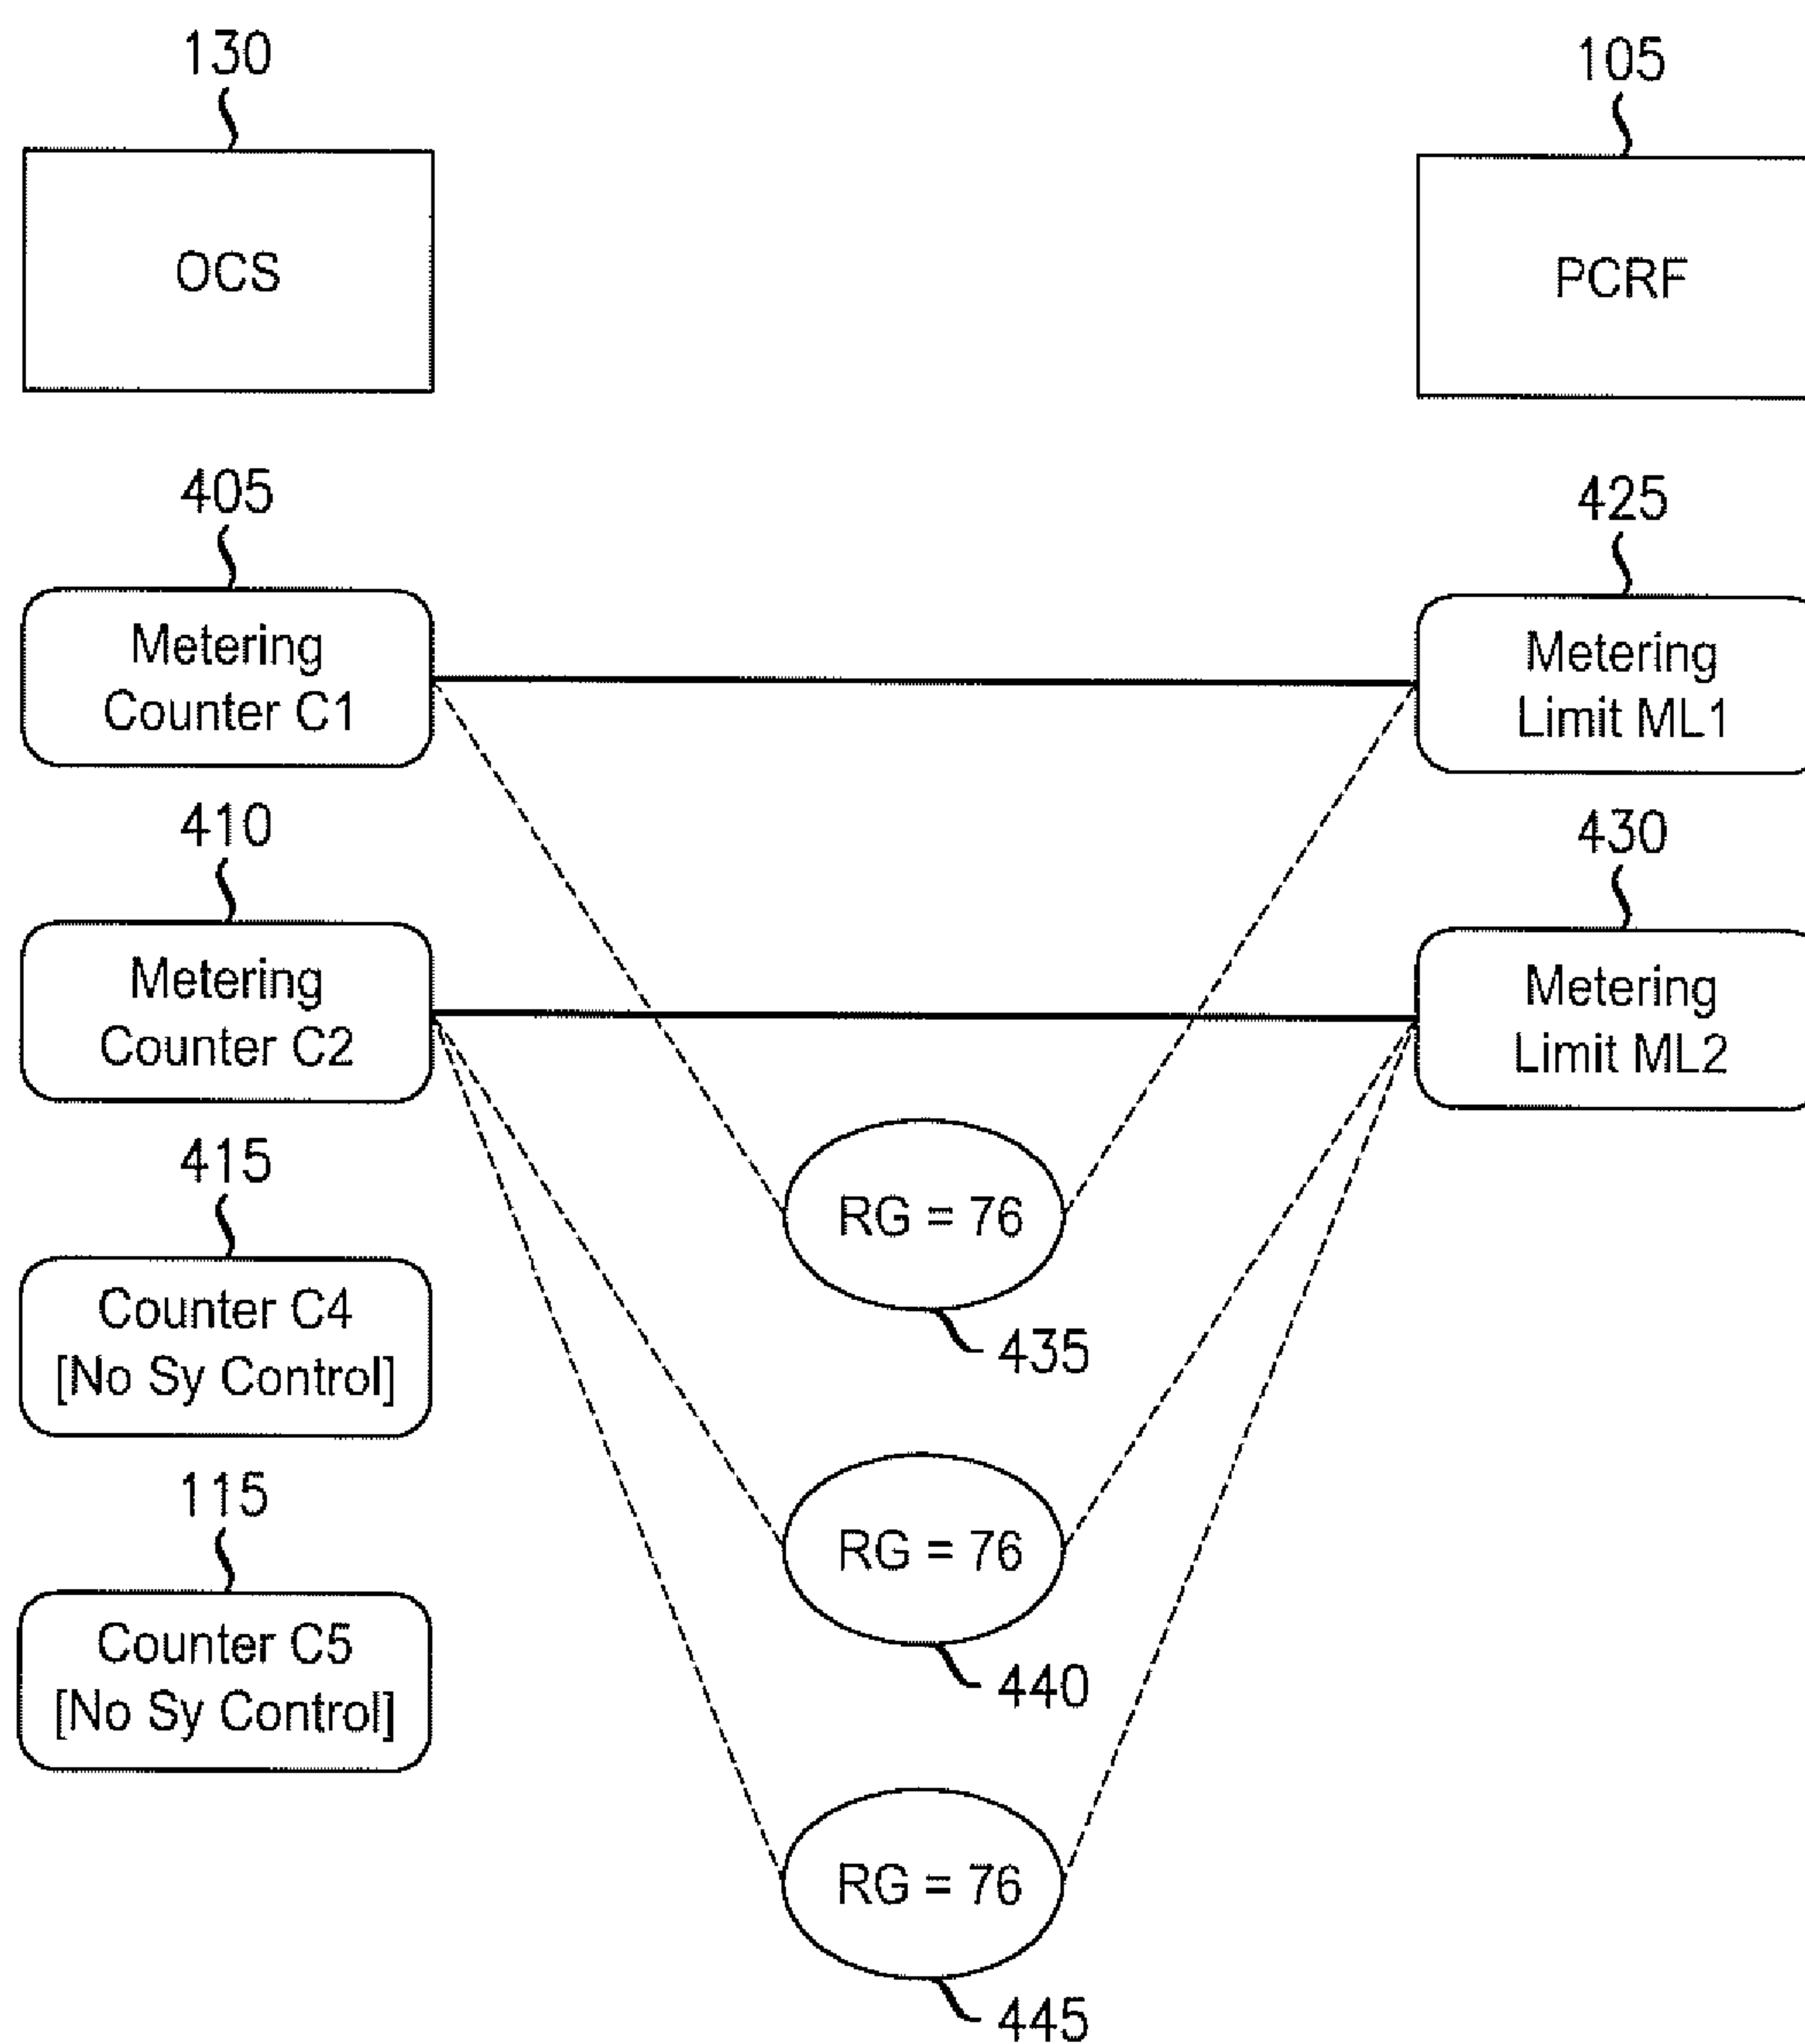 130
105
OCS
PCRF
405
425
Metering
Counter C1
Metering
Limit ML1
410
430
Metering
Counter C2
Metering
Limit ML2
415
RG = 76
Counter C4
[No Sy Control]
435
115
RG = 76
Counter C5
[No Sy Control]
440
RG = 76
445